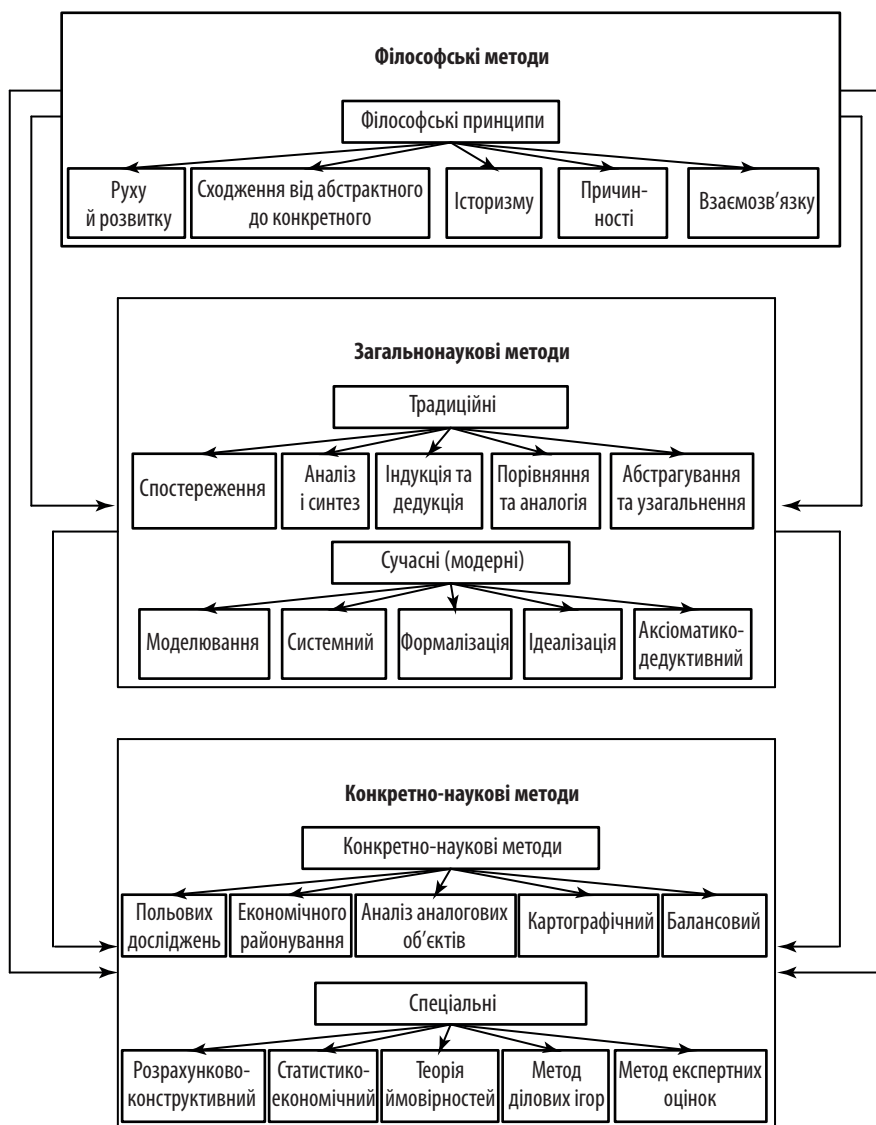 Філософські методи
Філософські принципи
Руху
й розвитку
Сходження від абстрактного
до конкретного
Історизму
Причин-
ності
Взаємозв’язку
Загальнонаукові методи
Традиційні
Спостереження
Аналіз
і синтез
Індукція та
дедукція
Порівняння
та аналогія
Абстрагування
та узагальнення
Сучасні (модерні)
Моделювання
Системний
Формалізація
Ідеалізація
Аксіоматико-
дедуктивний
Конкретно-наукові методи
Конкретно-наукові методи
Польових
досліджень
Економічного
районування
Аналіз аналогових
об’єктів
Картографічний
Балансовий
Спеціальні
Розрахунково-
конструктивний
Статистико-
економічний
Теорія
ймовірностей
Метод
ділових ігор
Метод експертних
оцінок